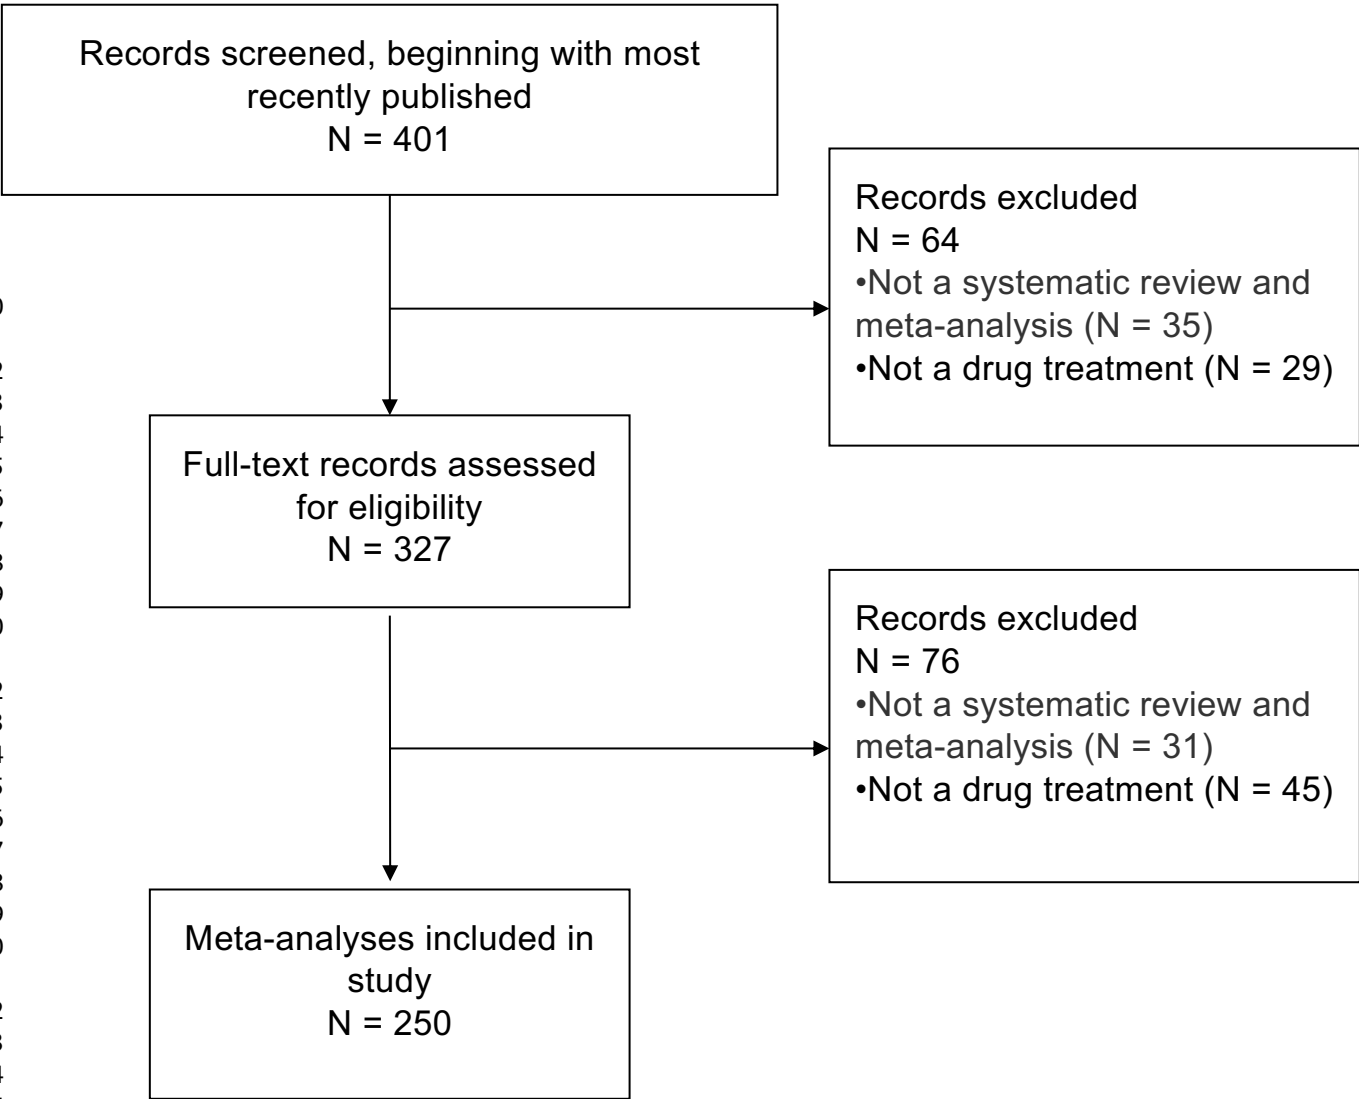 Records screened, beginning with most
recently published
N = 401
Records excluded
N = 64
•Not a systematic review and
meta-analysis (N = 35)
•Not a drug treatment (N = 29)
Full-text records assessed
for eligibility
N = 327
Records excluded
N = 76
•Not a systematic review and
meta-analysis (N = 31)
•Not a drug treatment (N = 45)
Meta-analyses included in
study
N = 250